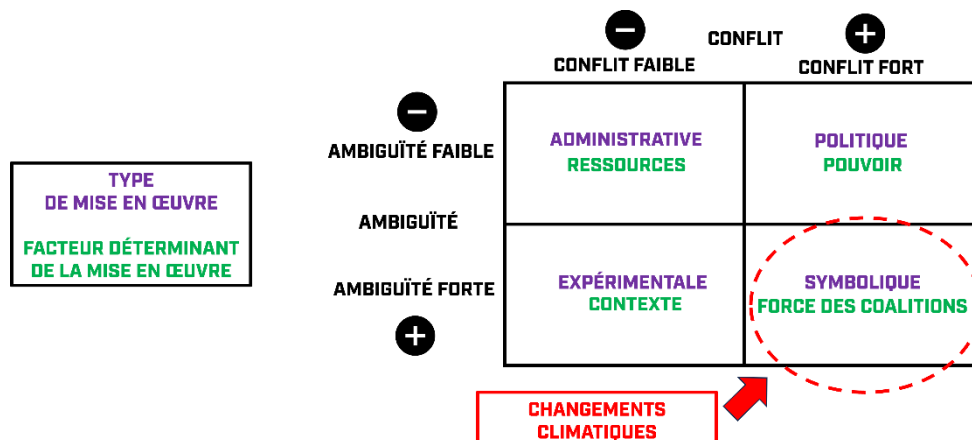 CONFLIT
CONFLIT FAIBLE
CONFLIT FORT
AMBIGUÏTÉ FAIBLE
AMBIGUÏTÉ
AMBIGUÏTÉ FORTE
ADMINISTRATIVE
RESSOURCES
POLITIQUE
POUVOIR
EXPÉRIMENTALE
CONTEXTE
SYMBOLIQUE
FORCE DES COALITIONS
TYPE
DE MISE EN ŒUVRE
FACTEUR DÉTERMINANT
DE LA MISE EN ŒUVRE
CHANGEMENTS
CLIMATIQUES